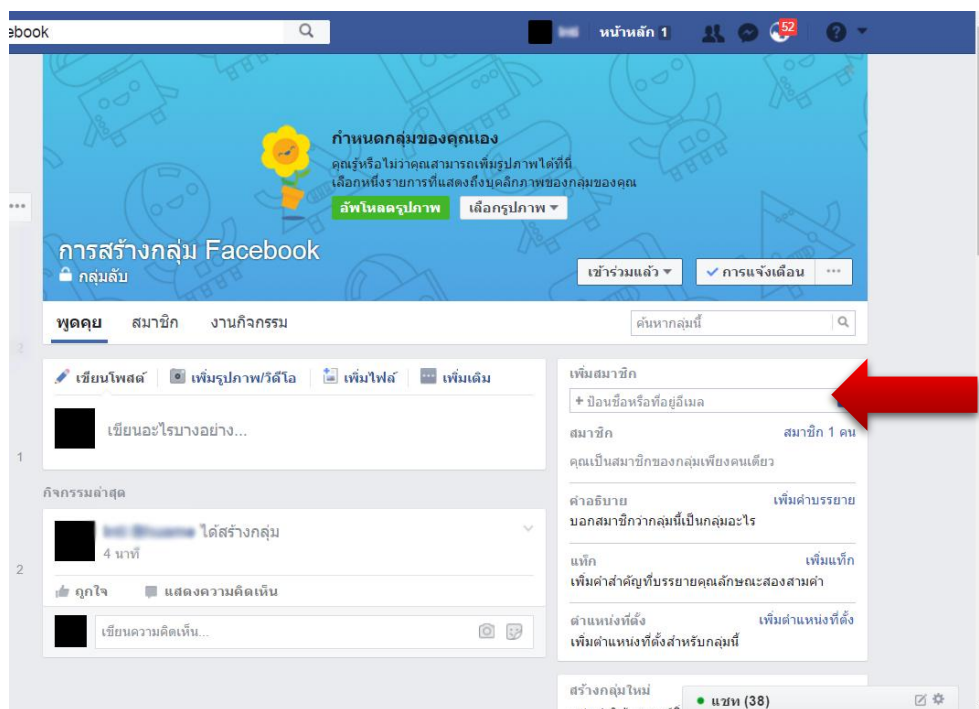 ebook
หน้าหลัก 1
52
กำหนดกลุ่มของคุณเอง
คุณรู้หรือไม่ว่าคุณสามารถเพิ่มรูปภาพได้ที่นี่
เลือกหนึ่งรายการที่แสดงถึงบุคลิกภาพของกลุ่มของคุณ
อัพโหลดรูปภาพ เลือกรูปภาพ
การสร้างกลุ่ม Facebook
กลุ่มลับ
เข้าร่วมแล้ว การแจ้งเตือน
พูดคุย สมาชิก งานกิจกรรม
ค้นหากลุ่มนี้
2
เขียนโพสต์ เพิ่มรูปภาพ/วิดีโอ เพิ่มไฟล์ เพิ่มเติม
เขียนอะไรบางอย่าง...
1
กิจกรรมล่าสุด
ได้สร้างกลุ่ม
4 นาที
2
ถูกใจ แสดงความคิดเห็น
เขียนความคิดเห็น...
เพิ่มสมาชิก
+ ป้อนชื่อหรือที่อยู่อีเมล
สมาชิก สมาชิก 1 คน
คุณเป็นสมาชิกของกลุ่มเพียงคนเดียว
คำอธิบาย เพิ่มคำบรรยาย
บอกสมาชิกว่ากลุ่มนี้เป็นกลุ่มอะไร
แท็ก เพิ่มแท็ก
เพิ่มคำสำคัญที่บรรยายคุณลักษณะสองสามคำ
ตำแหน่งที่ตั้ง เพิ่มตำแหน่งที่ตั้ง
เพิ่มตำแหน่งที่ตั้งสำหรับกลุ่มนี้
สร้างกลุ่มใหม่
แชท (38)